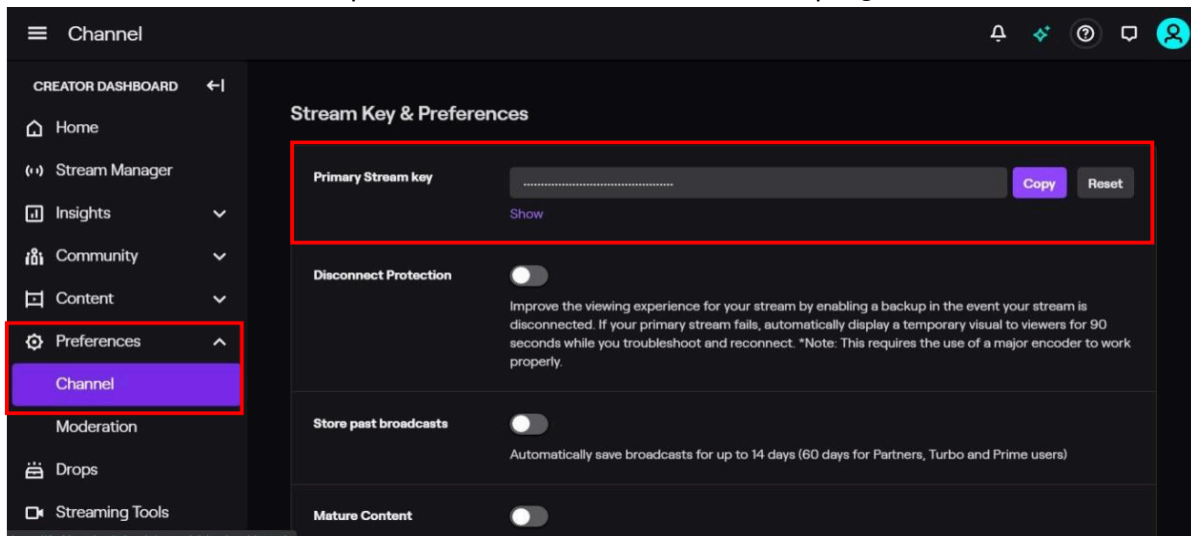 Channel
CREATOR DASHBOARD
Home
Stream Manager
Insights
Community
Content
Preferences
Channel
Moderation
Drops
Streaming Tools
Stream Key & Preferences
Primary Stream key
Copy
Reset
Show
Disconnect Protection
Improve the viewing experience for your stream by enabling a backup in the event your stream is
disconnected. If your primary stream fails, automatically display a temporary visual to viewers for 90
seconds while you troubleshoot and reconnect. *Note: This requires the use of a major encoder to work
properly.
Store past broadcasts
Automatically save broadcasts for up to 14 days (60 days for Partners, Turbo and Prime users)
Mature Content